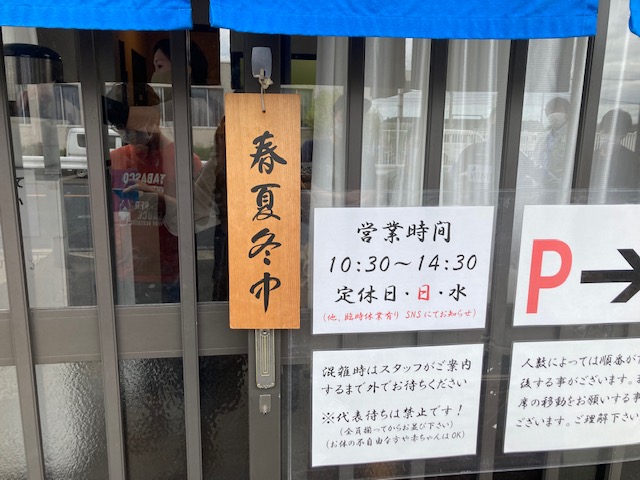 春夏冬中
営業時間
10:30～14:30
定休日・日・水
(他、臨時休業有り SNSにてお知らせ)
混雑時はスタッフがご案内
するまで外でお待ちください
※代表待ちは禁止です！
(全員揃ってからお並び下さい)
(お体の不自由な方や赤ちゃんはOK)
P→
人数によっては順番が
後する事がございます。
席の移動をお願いする事
ございます。ご理解下さい
TABASCO